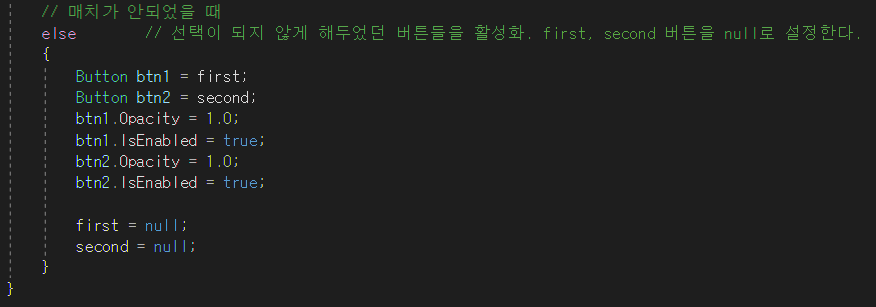 // 매치가 안되었을 때
else // 선택이 되지 않게 해두었던 버튼들을 활성화. first, second 버튼을 null로 설정한다.
{
Button btn1 = first;
Button btn2 = second;
btn1.Opacity = 1.0;
btn1.IsEnabled = true;
btn2.Opacity = 1.0;
btn2.IsEnabled = true;
first = null;
second = null;
}
}